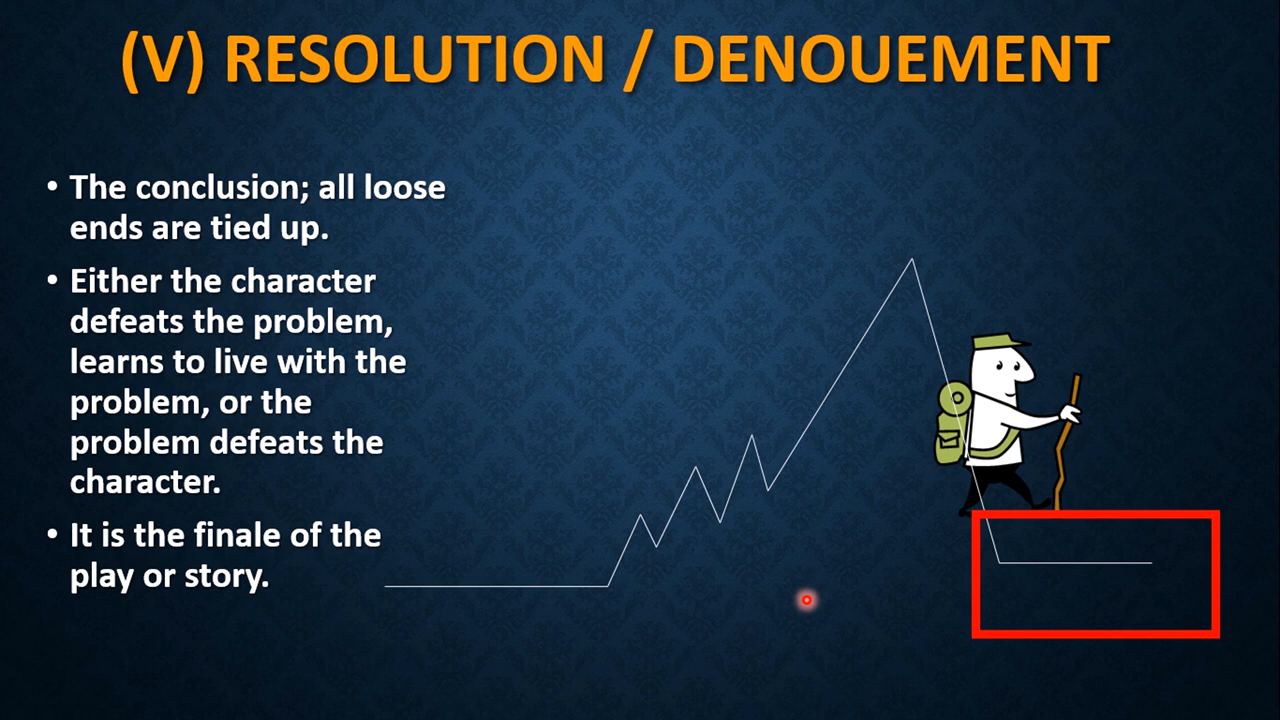 (V) RESOLUTION / DENOUEMENT
• The conclusion; all loose
ends are tied up.
• Either the character
defeats the problem,
learns to live with the
problem, or the
problem defeats the
character.
• It is the finale of the
play or story.